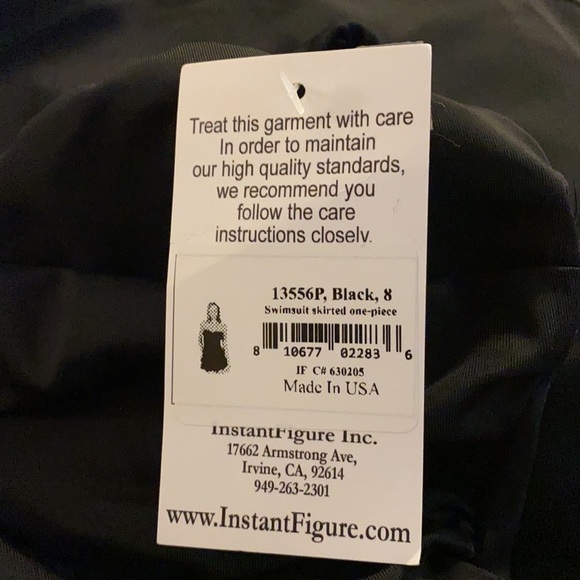 Treat this garment with care
In order to maintain
our high quality standards,
we recommend you
follow the care
instructions closely.
13556P, Black, 8
Swimsuit skirted one-piece
8 10677 02283 6
IF C# 630205
Made In USA
InstantFigure Inc.
17662 Armstrong Ave,
Irvine, CA, 92614
949-263-2301
www.InstantFigure.com